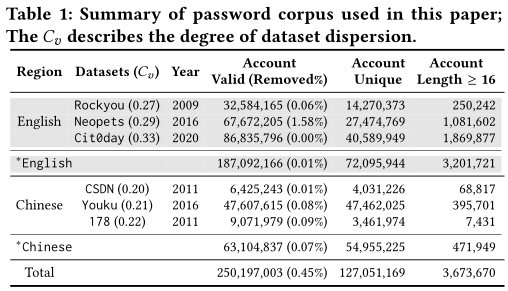 Table 1: Summary of password corpus used in this paper;
The Cv describes the degree of dataset dispersion.
Region Datasets (Cv) Year Account Valid (Removed%) Account Unique Account Length ≥ 16
English Rockyou (0.27) 2009 32,584,165 (0.06%) 14,270,373 250,242
Neopets (0.29) 2016 67,672,205 (1.58%) 27,474,769 1,081,602
Cit0day (0.33) 2020 86,835,796 (0.00%) 40,589,949 1,869,877
*English 187,092,166 (0.01%) 72,095,944 3,201,721
Chinese CSDN (0.20) 2011 6,425,243 (0.01%) 4,031,226 68,817
Youku (0.21) 2016 47,607,615 (0.08%) 47,462,025 395,701
178 (0.22) 2011 9,071,979 (0.09%) 3,461,974 7,431
*Chinese 63,104,837 (0.07%) 54,955,225 471,949
Total 250,197,003 (0.45%) 127,051,169 3,673,670